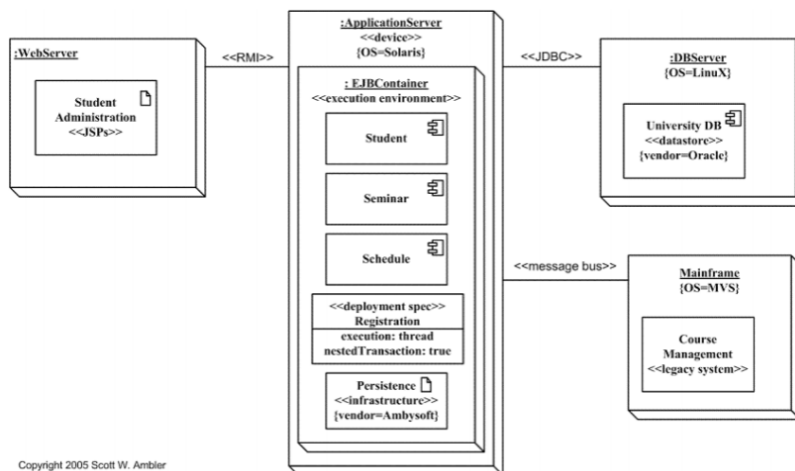 :WebServer
Student
Administration
<<JSPs>>
<<RMI>>
:ApplicationServer
<<device>>
{OS=Solaris}
: EJBContainer
<<execution environment>>
Student
Seminar
Schedule
<<deployment spec>>
Registration
execution: thread
nestedTransaction: true
Persistence
<<infrastructure>>
{vendor=Ambysoft}
<<JDBC>>
:DBServer
{OS=LinuX}
University DB
<<datastore>>
{vendor=Oracle}
<<message bus>>
Mainframe
{OS=MVS}
Course
Management
<<legacy system>>
Copyright 2005 Scott W. Ambler